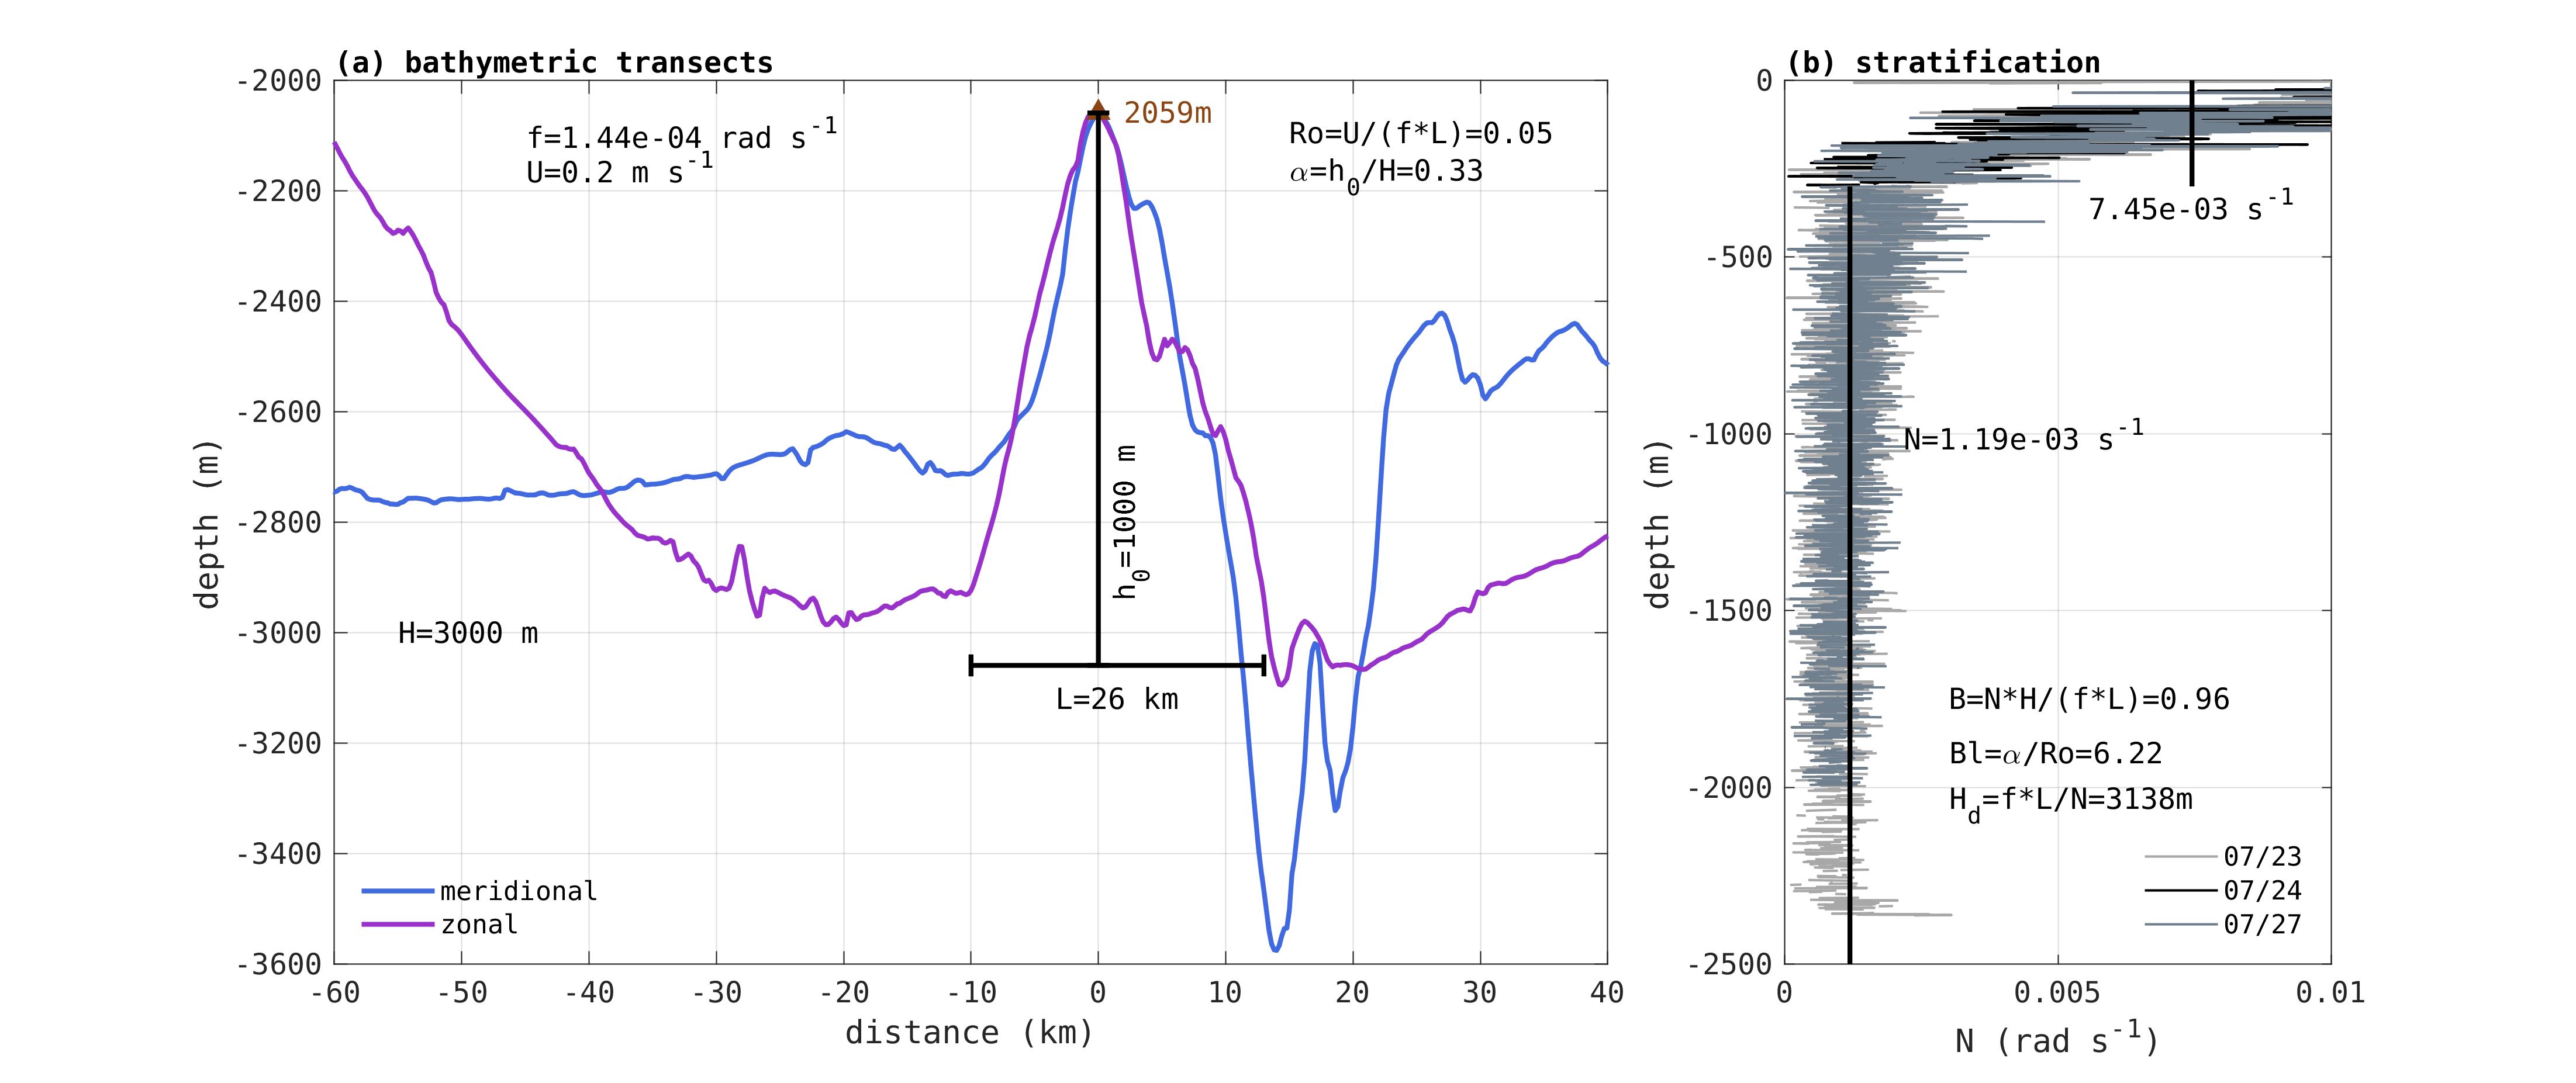 (a) bathymetric transects
-2000
-2200
-2400
-2600
-2800
-3000
-3200
-3400
-3600
depth (m)
f=1.44e-04 rad s⁻¹
U=0.2 m s⁻¹
2059m
Ro=U/(f*L)=0.05
α=h₀/H=0.33
h₀=1000 m
H=3000 m
L=26 km
meridional
zonal
-60 -50 -40 -30 -20 -10 0 10 20 30 40
distance (km)
(b) stratification
0
-500
-1000
-1500
-2000
-2500
depth (m)
7.45e-03 s⁻¹
N=1.19e-03 s⁻¹
B=N*H/(f*L)=0.96
Bl=α/Ro=6.22
H_d=f*L/N=3138m
07/23
07/24
07/27
0 0.005 0.01
N (rad s⁻¹)